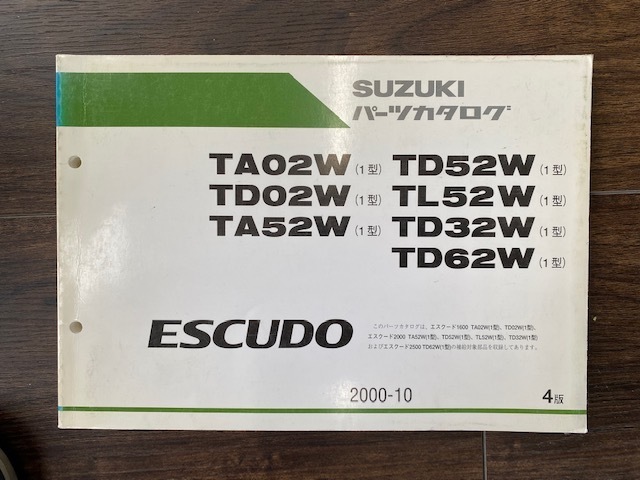 SUZUKI
パーツカタログ
TA02W(1型) TD52W(1型)
TD02W(1型) TL52W(1型)
TA52W(1型) TD32W(1型)
TD62W(1型)
ESCUDO
このパーツカタログは、エスクード1600 TA02W(1型)、TD02W(1型)、
エスクード2000 TA52W(1型)、TD52W(1型)、TL52W(1型)、TD32W(1型)
およびエスクード2500 TD62W(1型)の補給対象部品を収録してあります。
2000-10
4版